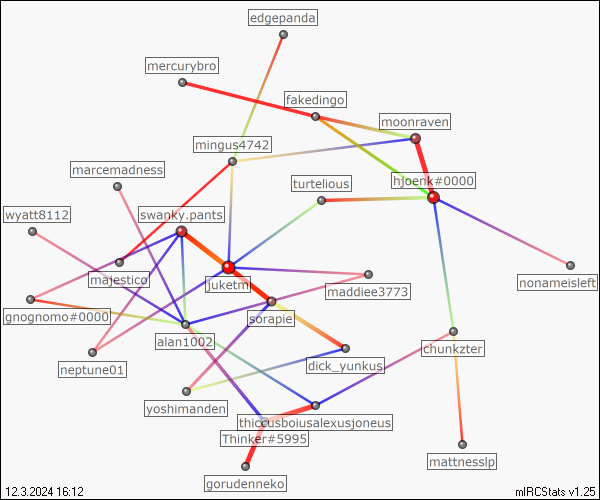 edgepanda
mercurybro
fakedingo
moonraven
mingus4742
marcemadness
turtelious
hjoenk#0000
wyatt8112
swanky.pants
majestico
juketml
maddiee3773
nonameisleft
gnognomo#0000
sorapie
alan1002
chunkzter
neptune01
dick_yunkus
yoshimanden
thiccusboiusalexusjoneus
Thinker#5995
mattnesslp
gorudenneko
12.3.2024 16:12
mIRCStats v1.25